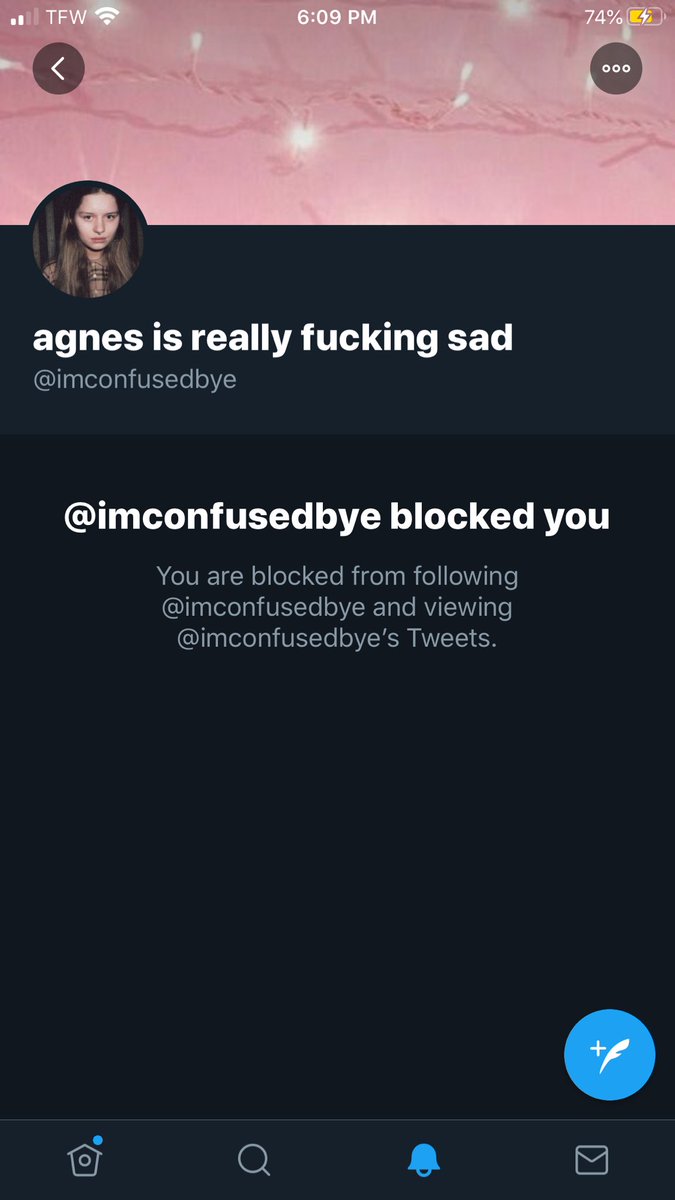 TFW 6:09 PM 74%
agnes is really fucking sad
@imconfusedbye
@imconfusedbye blocked you
You are blocked from following
@imconfusedbye and viewing
@imconfusedbye’s Tweets.